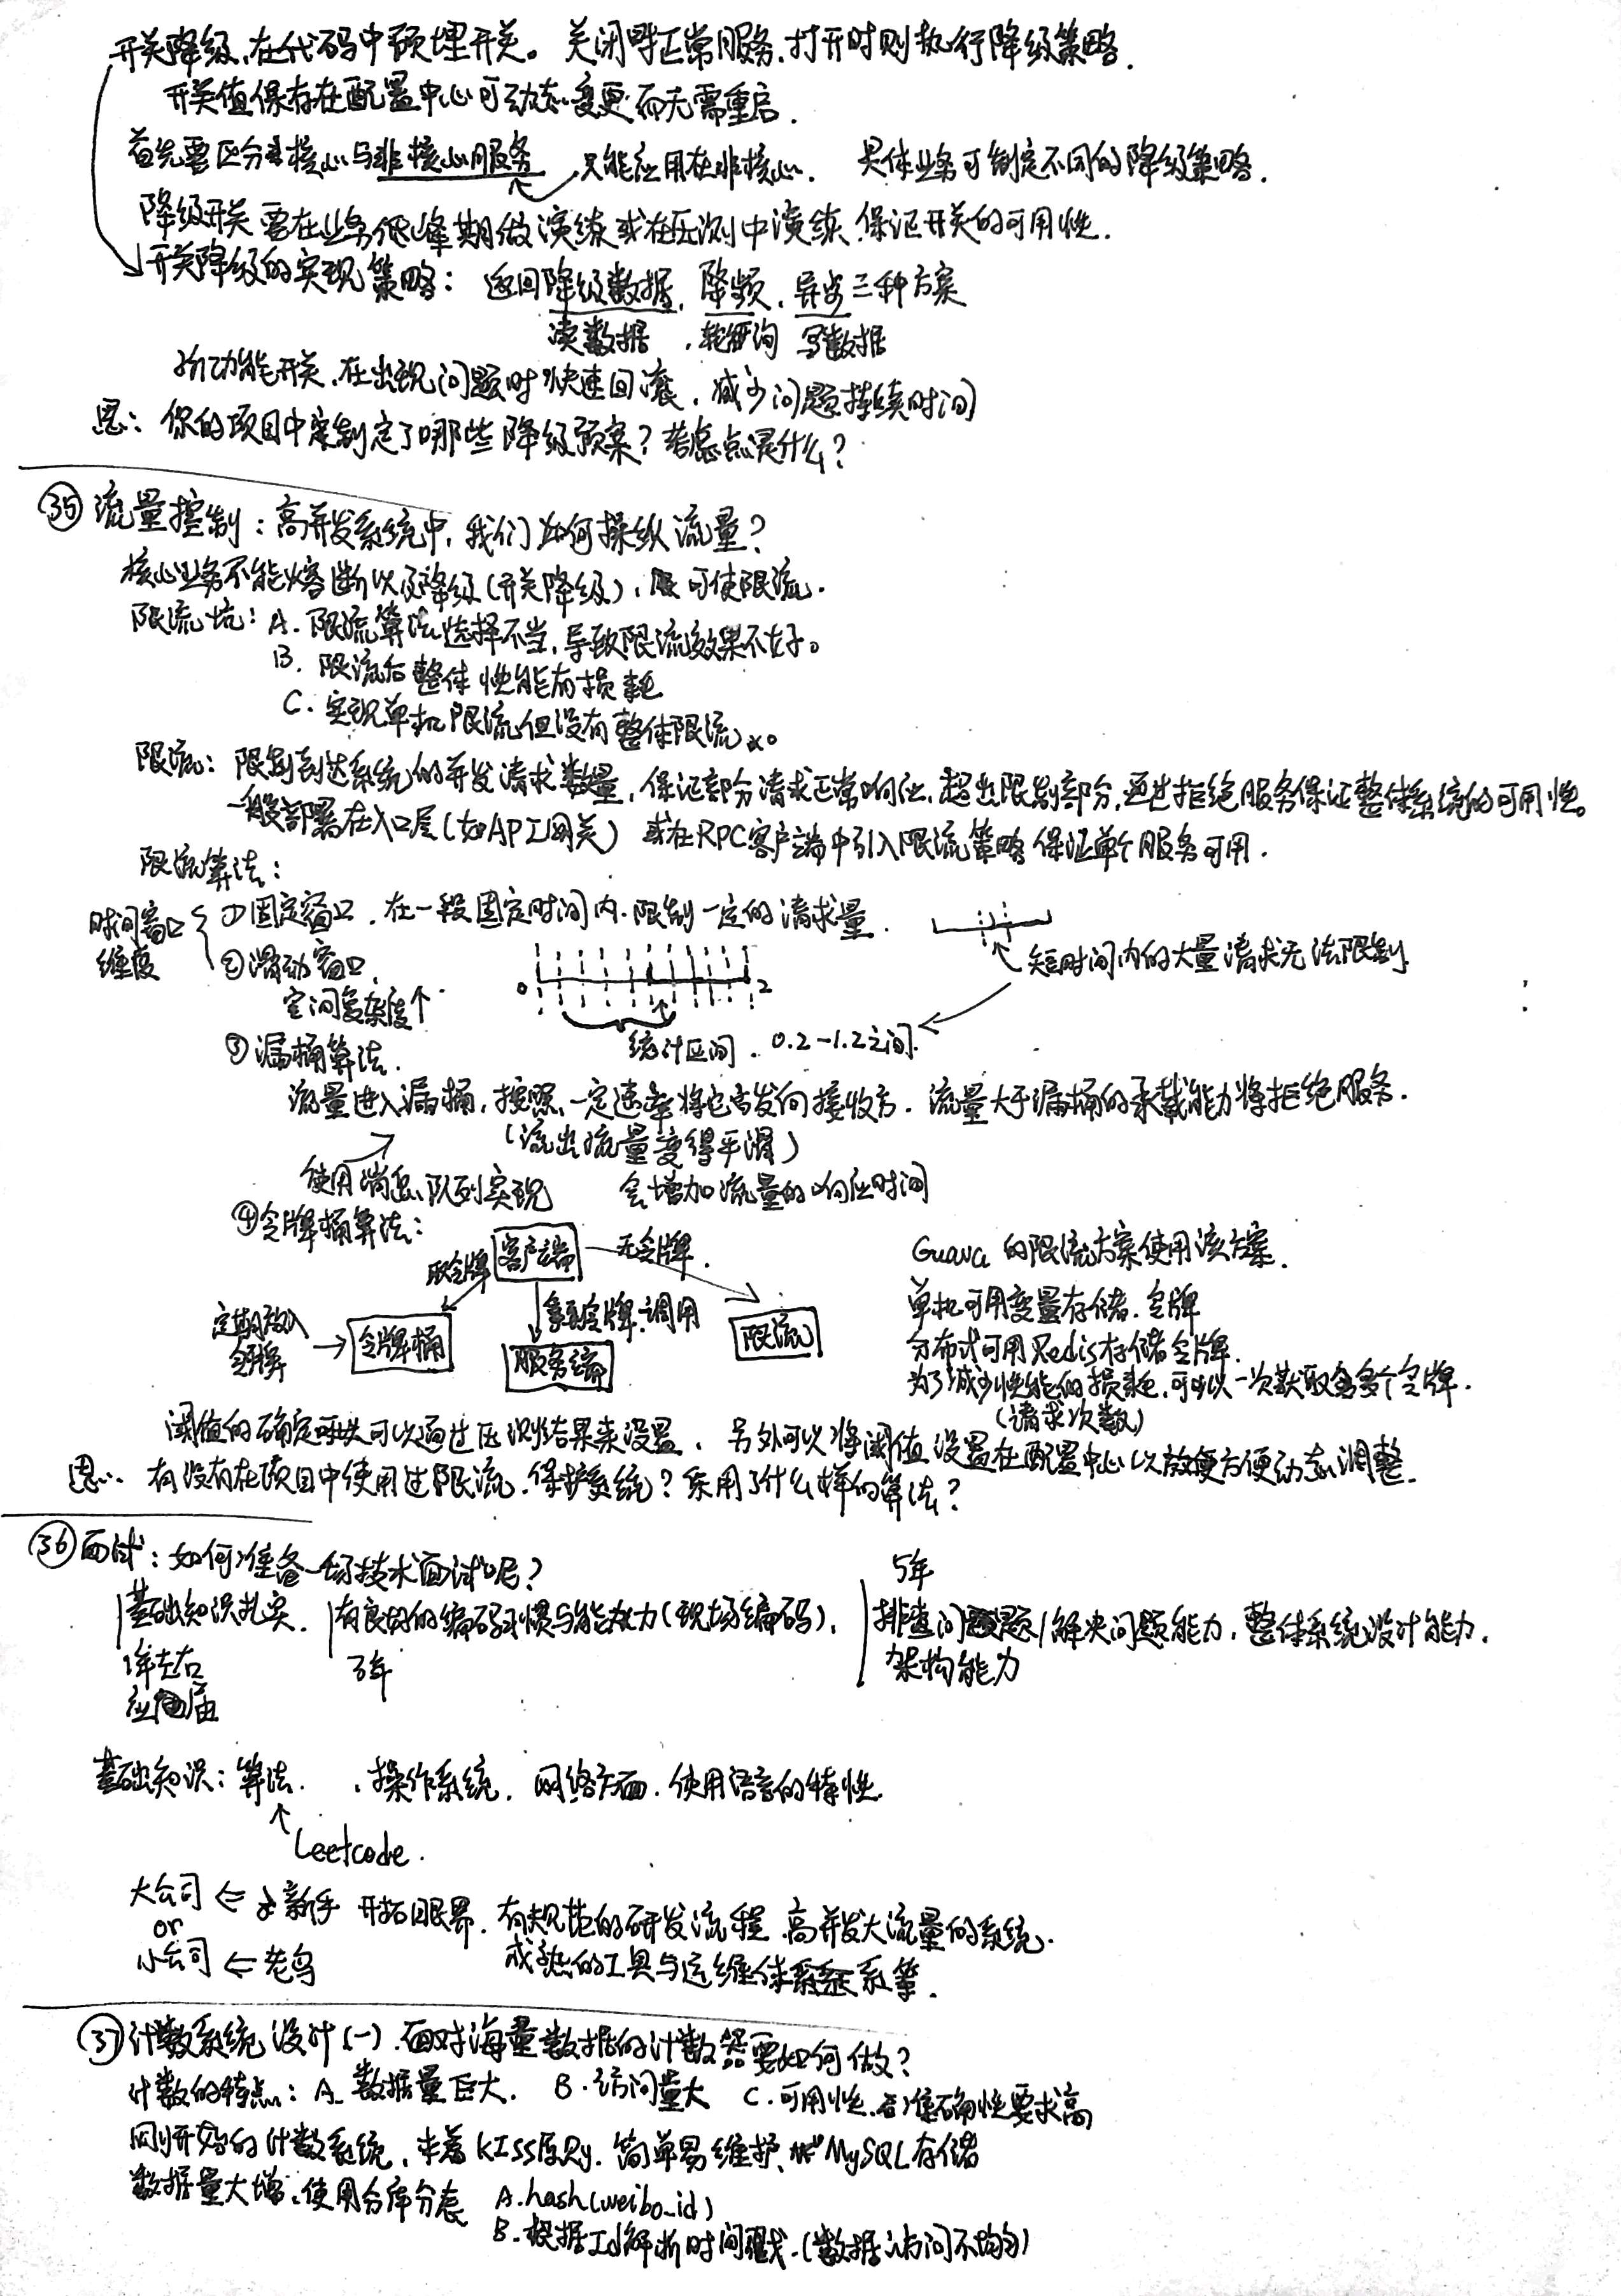 开关降级,在代码中预埋开关。关闭时正常服务,打开时则执行降级策略.
开关值保存在配置中心可动态变更而无需重启.
首先要区分核心与非核心服务 只能应用在非核心. 具体业务可制定不同的降级策略.
降级开关要在业务低峰期做演练或在压测中演练,保证开关的可用性.
开关降级的实现策略: 返回降级数据, 降频, 异步三种方案
读数据 , 轮询 写数据
功能开关,在出现问题时快速回滚, 减少问题持续时间
思: 你的项目中制定了哪些降级预案? 考虑点是什么?
㉟ 流量控制: 高并发系统中, 我们如何操纵流量?
核心业务不能熔断以及降级(开关降级), 可使限流.
限流坑: A. 限流算法选择不当,导致限流效果不好。
B. 限流后整体性能有损耗
C. 实现单机限流但没有整体限流。
限流: 限制到达系统的并发请求数量, 保证部分请求正常响应,超出限制部分,通过拒绝服务保证整体系统的可用性。
一般部署在入口层(如API网关) 或在RPC客户端中引入限流策略 保证单个服务可用.
限流算法:
时间窗口 ①固定窗口, 在一段固定时间内.限制一定的请求量.
维度 ②滑动窗口. 短时间内的大量请求无法限制.
0 2
空间复杂度个
统计区间. 0.2-1.2之间.
③漏桶算法.
流量进入漏桶, 按照一定速率将它们发向接收方. 流量大于漏桶的承载能力将拒绝服务.
(流出流量变得平滑)
使用消息队列实现 会增加流量的响应时间
④令牌桶算法:
取令牌 客户端 无令牌. Guava 的限流方案使用该方案.
定期放入 拿到令牌.调用 单机可用变量存储.令牌
令牌 令牌桶 服务端 限流 分布式可用Redis存储令牌.
为了减少性能的损耗,可以一次获取多个令牌.
(请求次数)
阈值的确定可以通过压测结果来设置. 另外可以将阈值设置在配置中心以方便动态调整.
思: 有没有在项目中使用过限流.保护系统? 采用了什么样的算法?
㊱ 面试: 如何准备一场技术面试呢? 5年
基础知识扎实. 有良好的编码习惯与能力(现场编码), 排查问题/解决问题能力, 整体系统设计能力.
1年左右 3年 架构能力
应届
基础知识: 算法. ,操作系统, 网络方面. 使用语言的特性.
Leetcode.
大公司 ⇐ 新手 开拓眼界. 有规范的研发流程,高并发大流量的系统.
or 成熟的工具与运维体系等.
小公司 ⇐ 老鸟
㊲ 计数系统设计(一). 面对海量数据的计数器要如何做?
计数的特点: A. 数据量巨大. B. 访问量大 C. 可用性.准确性要求高
刚开始的计数系统, 本着KISS原则. 简单易维护、MySQL存储
数据量大增,使用分库分表 A. hash(weibo_id)
B. 根据Id解析时间戳.(数据访问不均匀)